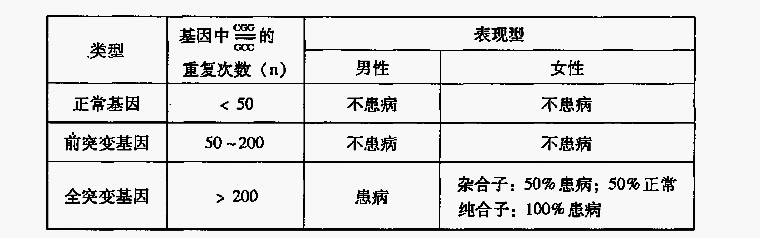 类型
基因中CGG/GCC的
重复次数（n）
表现型
男性
女性
正常基因
< 50
不患病
不患病
前突变基因
50~200
不患病
不患病
全突变基因
> 200
患病
杂合子：50%患病；50%正常
纯合子：100%患病